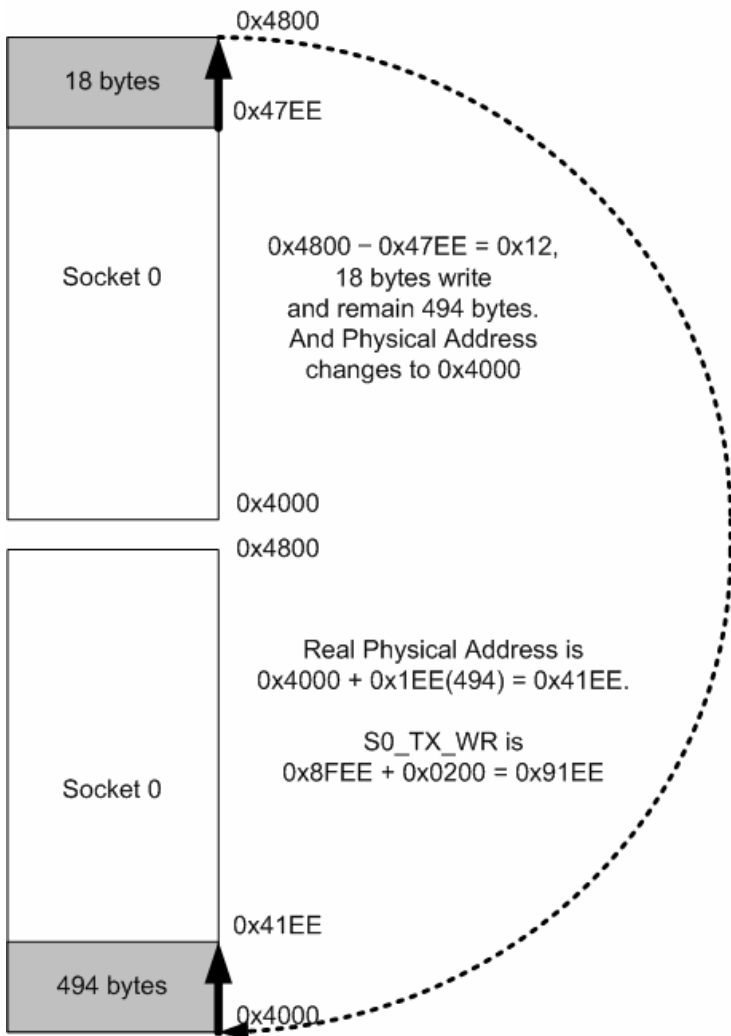 0x4800
18 bytes
0x47EE
Socket 0
0x4800 – 0x47EE = 0x12,
18 bytes write
and remain 494 bytes.
And Physical Address
changes to 0x4000
0x4000
0x4800
Real Physical Address is
0x4000 + 0x1EE(494) = 0x41EE.
S0_TX_WR is
0x8FEE + 0x0200 = 0x91EE
Socket 0
0x41EE
494 bytes
0x4000